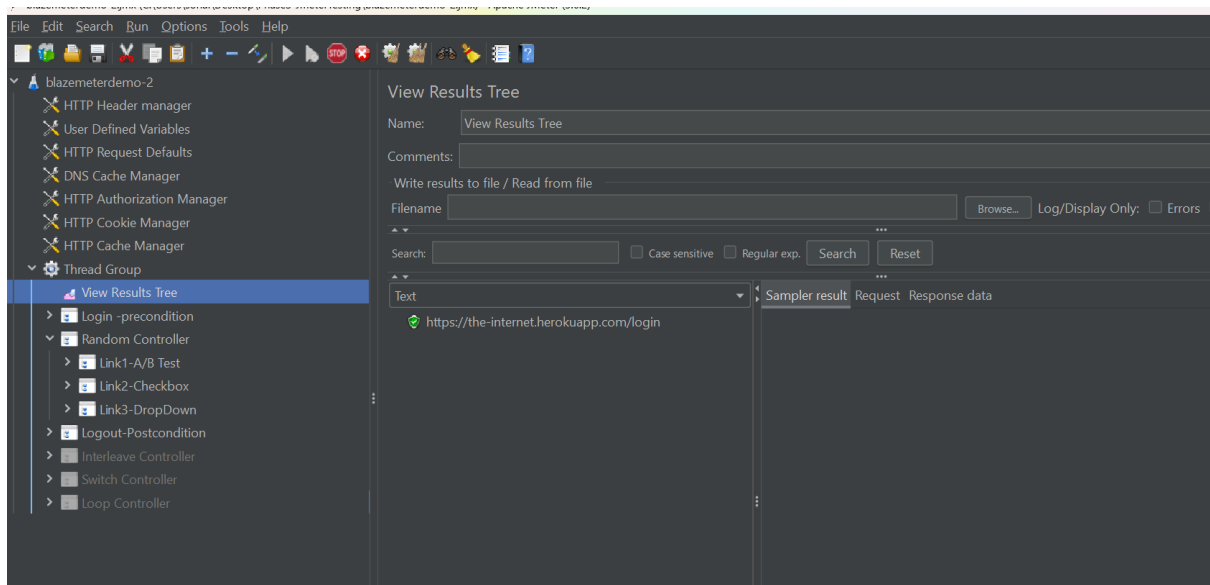 File Edit Search Run Options Tools Help
STOP
blazemeterdemo-2
HTTP Header manager
User Defined Variables
HTTP Request Defaults
DNS Cache Manager
HTTP Authorization Manager
HTTP Cookie Manager
HTTP Cache Manager
Thread Group
View Results Tree
Login -precondition
Random Controller
Link1-A/B Test
Link2-Checkbox
Link3-DropDown
Logout-Postcondition
Interleave Controller
Switch Controller
Loop Controller
View Results Tree
Name: View Results Tree
Comments:
Write results to file / Read from file
Filename Browse... Log/Display Only: Errors
Search: Case sensitive Regular exp. Search Reset
Text
https://the-internet.herokuapp.com/login
Sampler result Request Response data